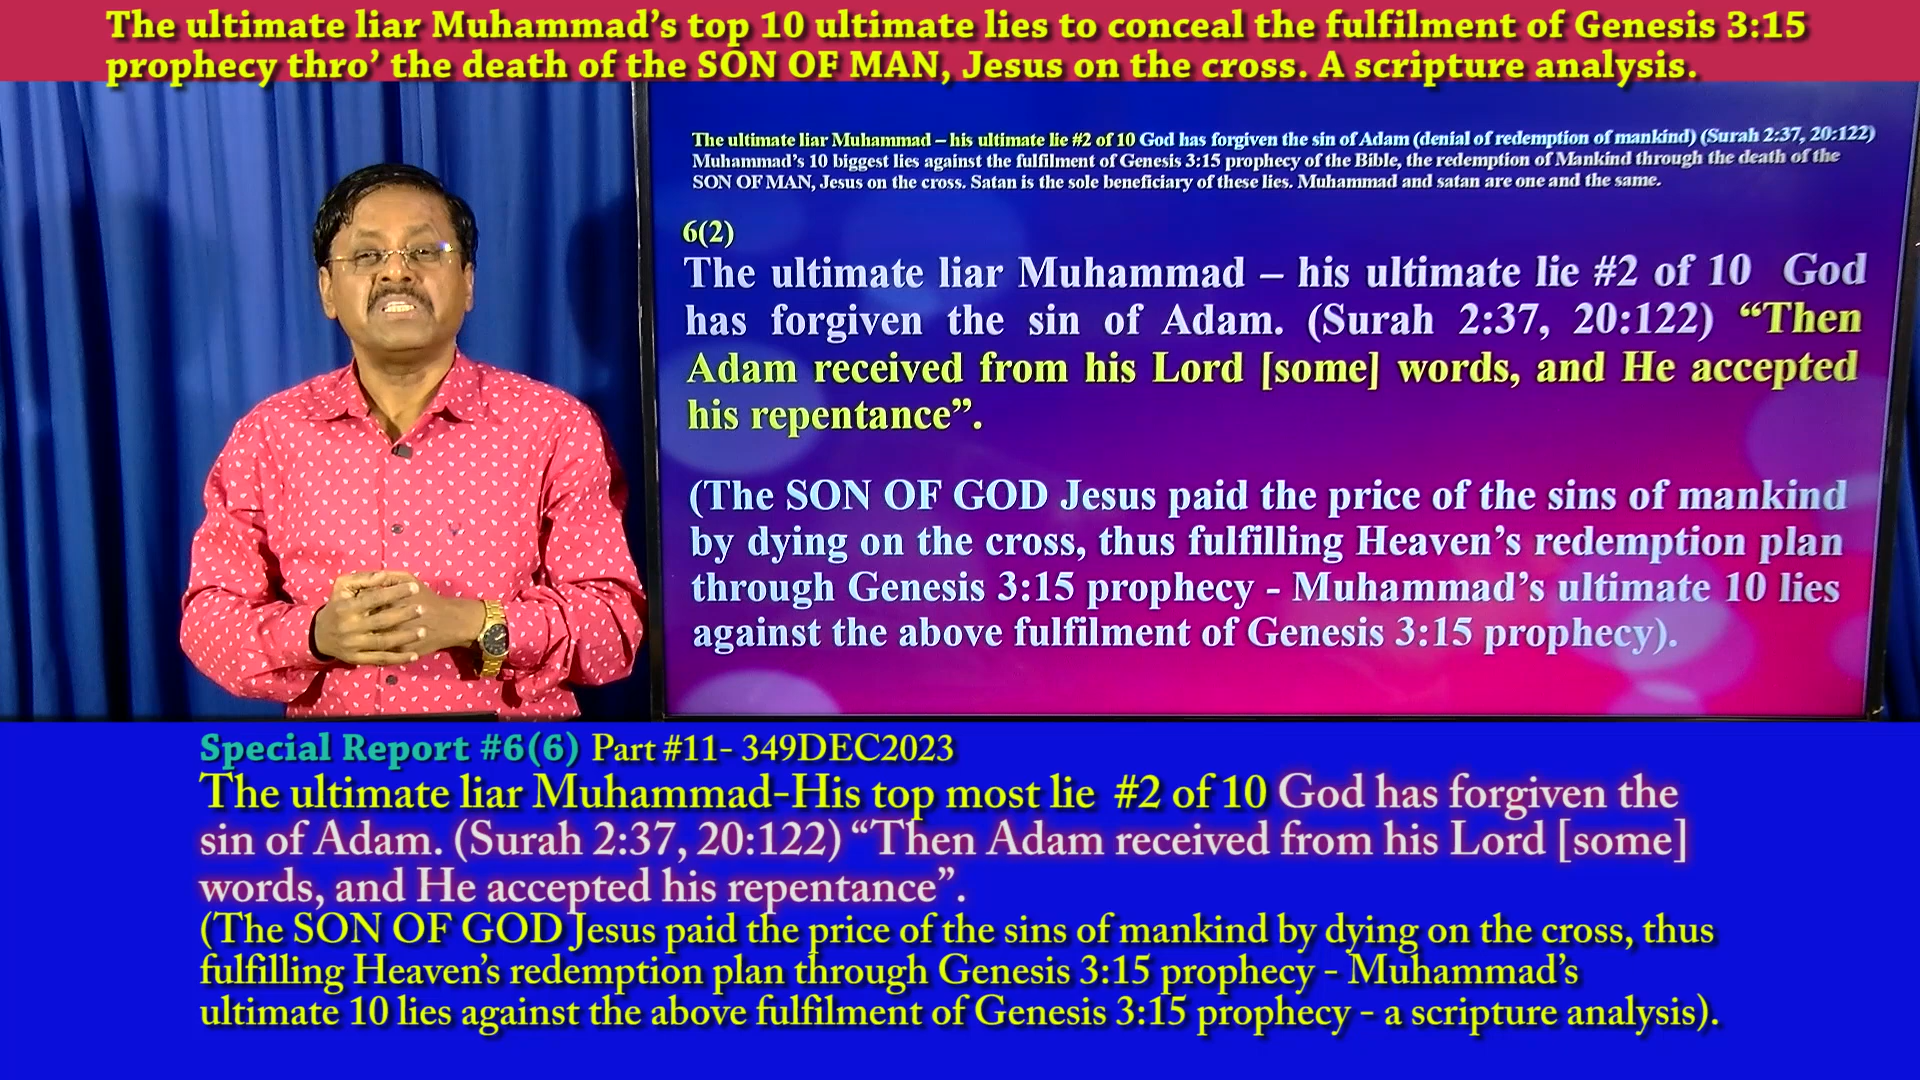 The ultimate liar Muhammad’s top 10 ultimate lies to conceal the fulfilment of Genesis 3:15
prophecy thro’ the death of the SON OF MAN, Jesus on the cross. A scripture analysis.
The ultimate liar Muhammad – his ultimate lie #2 of 10 God has forgiven the sin of Adam (denial of redemption of mankind) (Surah 2:37, 20:122)
Muhammad’s 10 biggest lies against the fulfilment of Genesis 3:15 prophecy of the Bible, the redemption of Mankind through the death of the
SON OF MAN, Jesus on the cross. Satan is the sole beneficiary of these lies. Muhammad and satan are one and the same.
6(2)
The ultimate liar Muhammad – his ultimate lie #2 of 10 God
has forgiven the sin of Adam. (Surah 2:37, 20:122) “Then
Adam received from his Lord [some] words, and He accepted
his repentance”.
(The SON OF GOD Jesus paid the price of the sins of mankind
by dying on the cross, thus fulfilling Heaven’s redemption plan
through Genesis 3:15 prophecy - Muhammad’s ultimate 10 lies
against the above fulfilment of Genesis 3:15 prophecy).
Special Report #6(6) Part #11- 349DEC2023
The ultimate liar Muhammad-His top most lie #2 of 10 God has forgiven the
sin of Adam. (Surah 2:37, 20:122) “Then Adam received from his Lord [some]
words, and He accepted his repentance”.
(The SON OF GOD Jesus paid the price of the sins of mankind by dying on the cross, thus
fulfilling Heaven’s redemption plan through Genesis 3:15 prophecy - Muhammad’s
ultimate 10 lies against the above fulfilment of Genesis 3:15 prophecy - a scripture analysis).